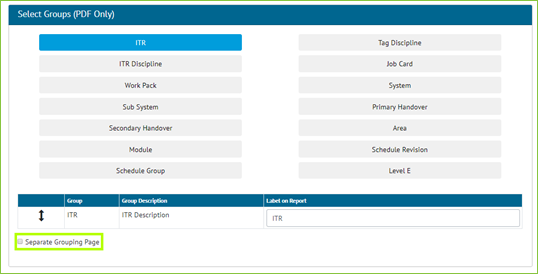 Select Groups (PDF Only)
ITR
Tag Discipline
ITR Discipline
Job Card
Work Pack
System
Sub System
Primary Handover
Secondary Handover
Area
Module
Schedule Revision
Schedule Group
Level E
Group Group Description Label on Report
ITR ITR Description ITR
Separate Grouping Page